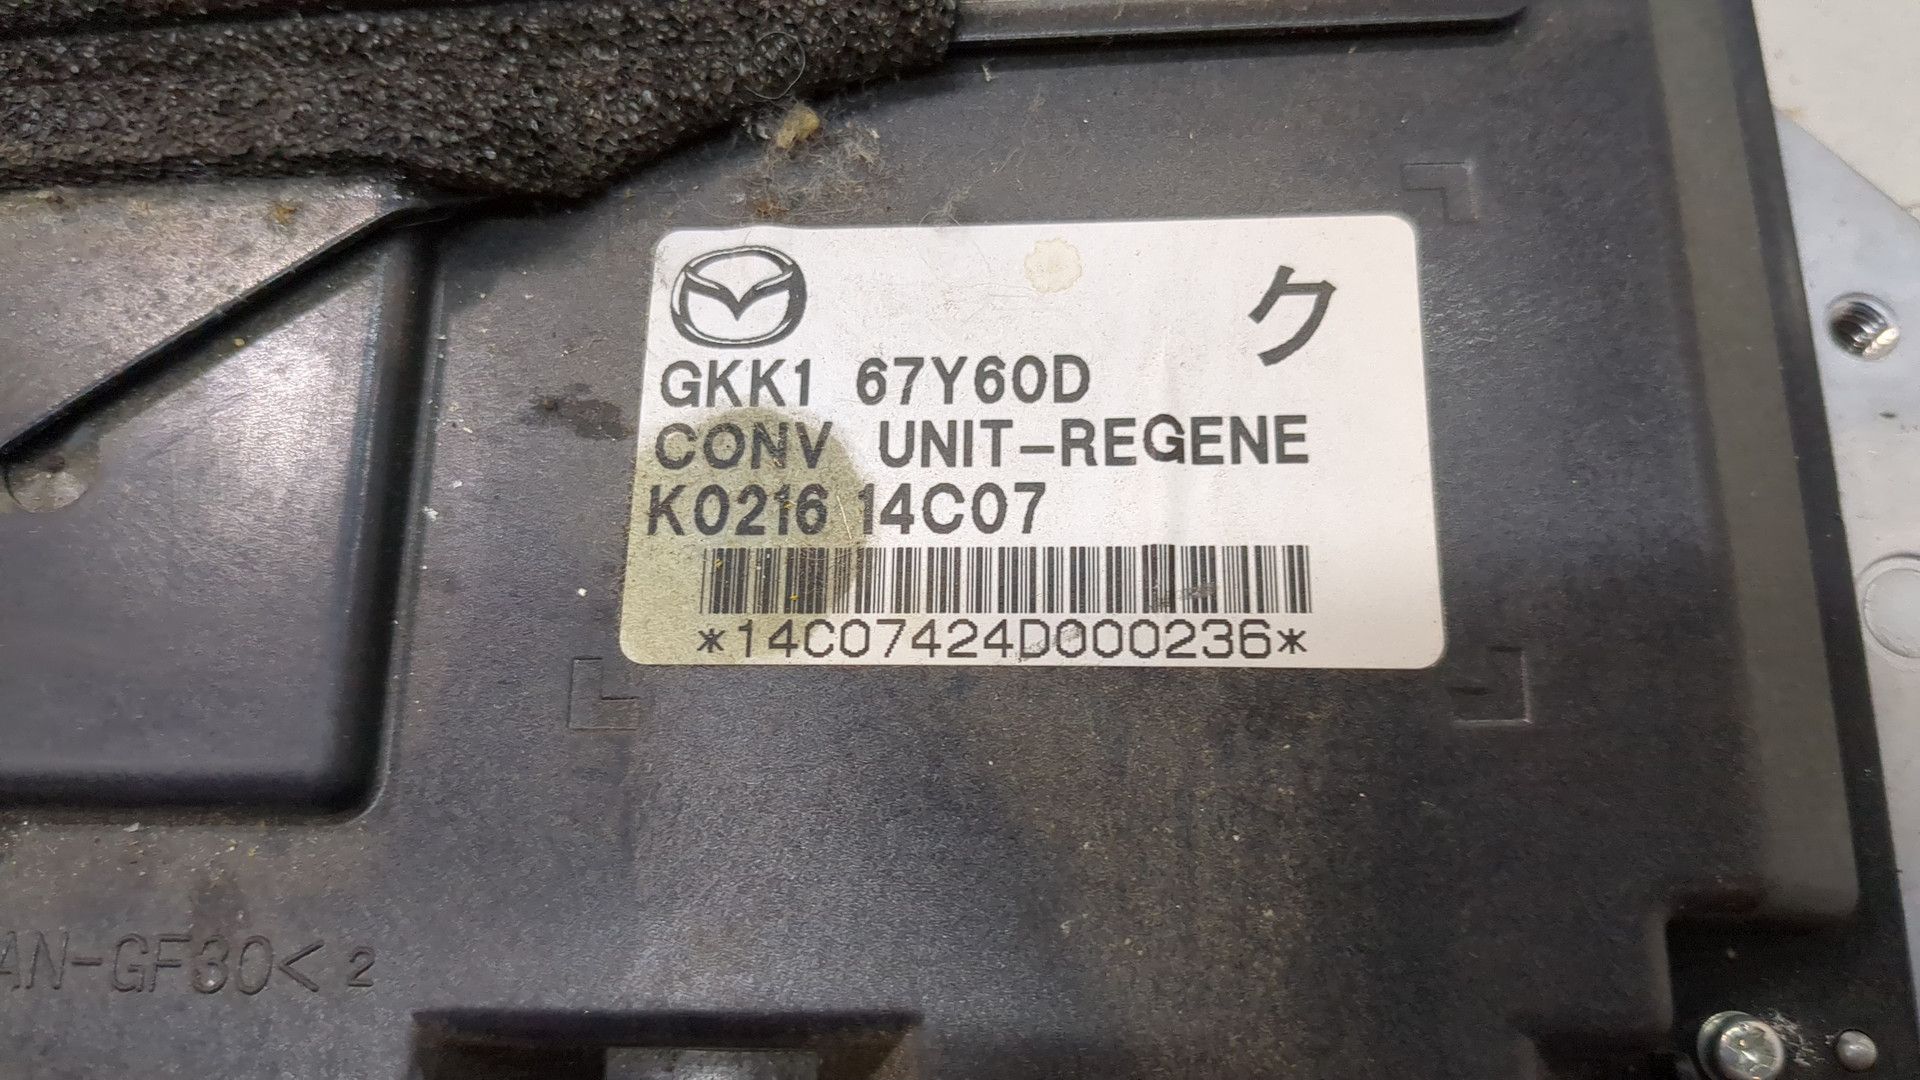 ク
GKK1 67Y60D
CONV UNIT-REGENE
K0216 14C07
*14C07424D000236*
AN-GF30< 2